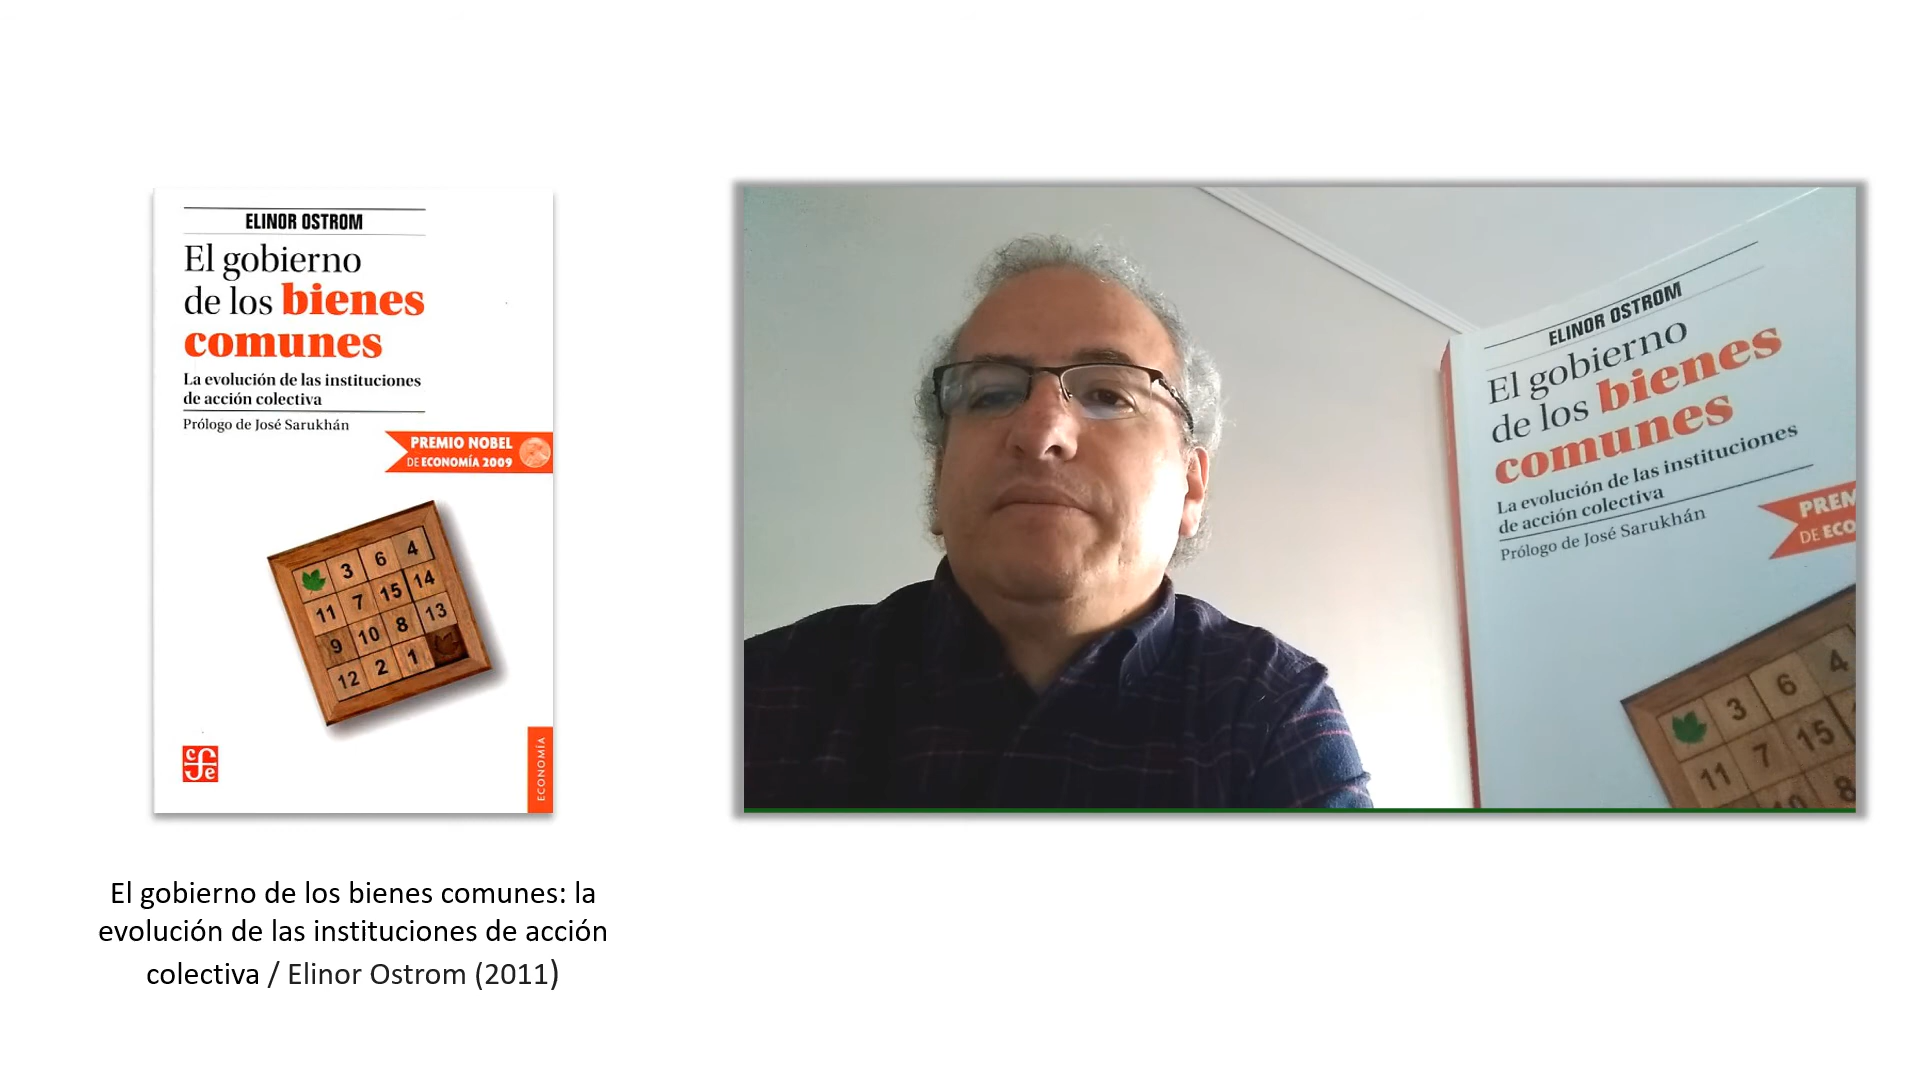 ELINOR OSTROM
El gobierno
de los bienes
comunes
La evolución de las instituciones
de acción colectiva
Prólogo de José Sarukhán
PREMIO NOBEL
DE ECONOMÍA 2009
3 6 4
11 7 15 14
9 10 8 13
12 2 1
cfe
ECONOMÍA
El gobierno de los bienes comunes: la
evolución de las instituciones de acción
colectiva / Elinor Ostrom (2011)
ELINOR OSTROM
El gobierno
de los bienes
comunes
La evolución de las instituciones
de acción colectiva
Prólogo de José Sarukhán
PREM
DE ECO
3 6 4
11 7 15
10 8